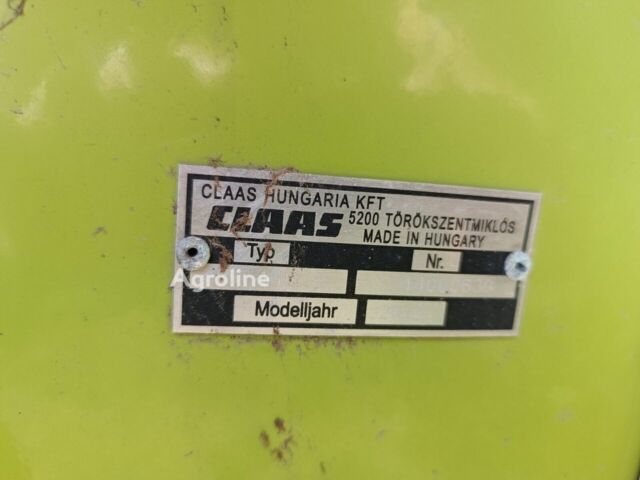 CLAAS HUNGARIA KFT
CLAAS 5200 TÖRÖKSZENTMIKLÓS
MADE IN HUNGARY
Typ Nr.
Agroline
Modelljahr